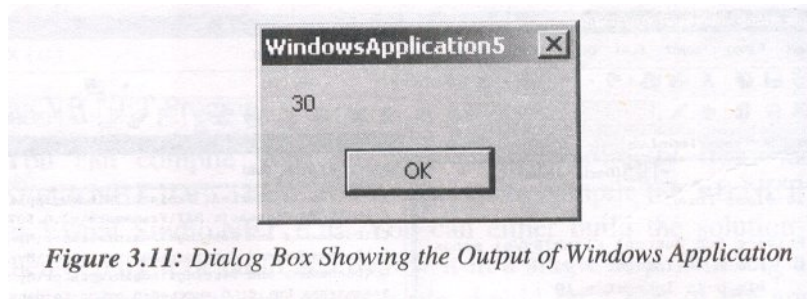 WindowsApplication5
30
OK
Figure 3.11: Dialog Box Showing the Output of Windows Application